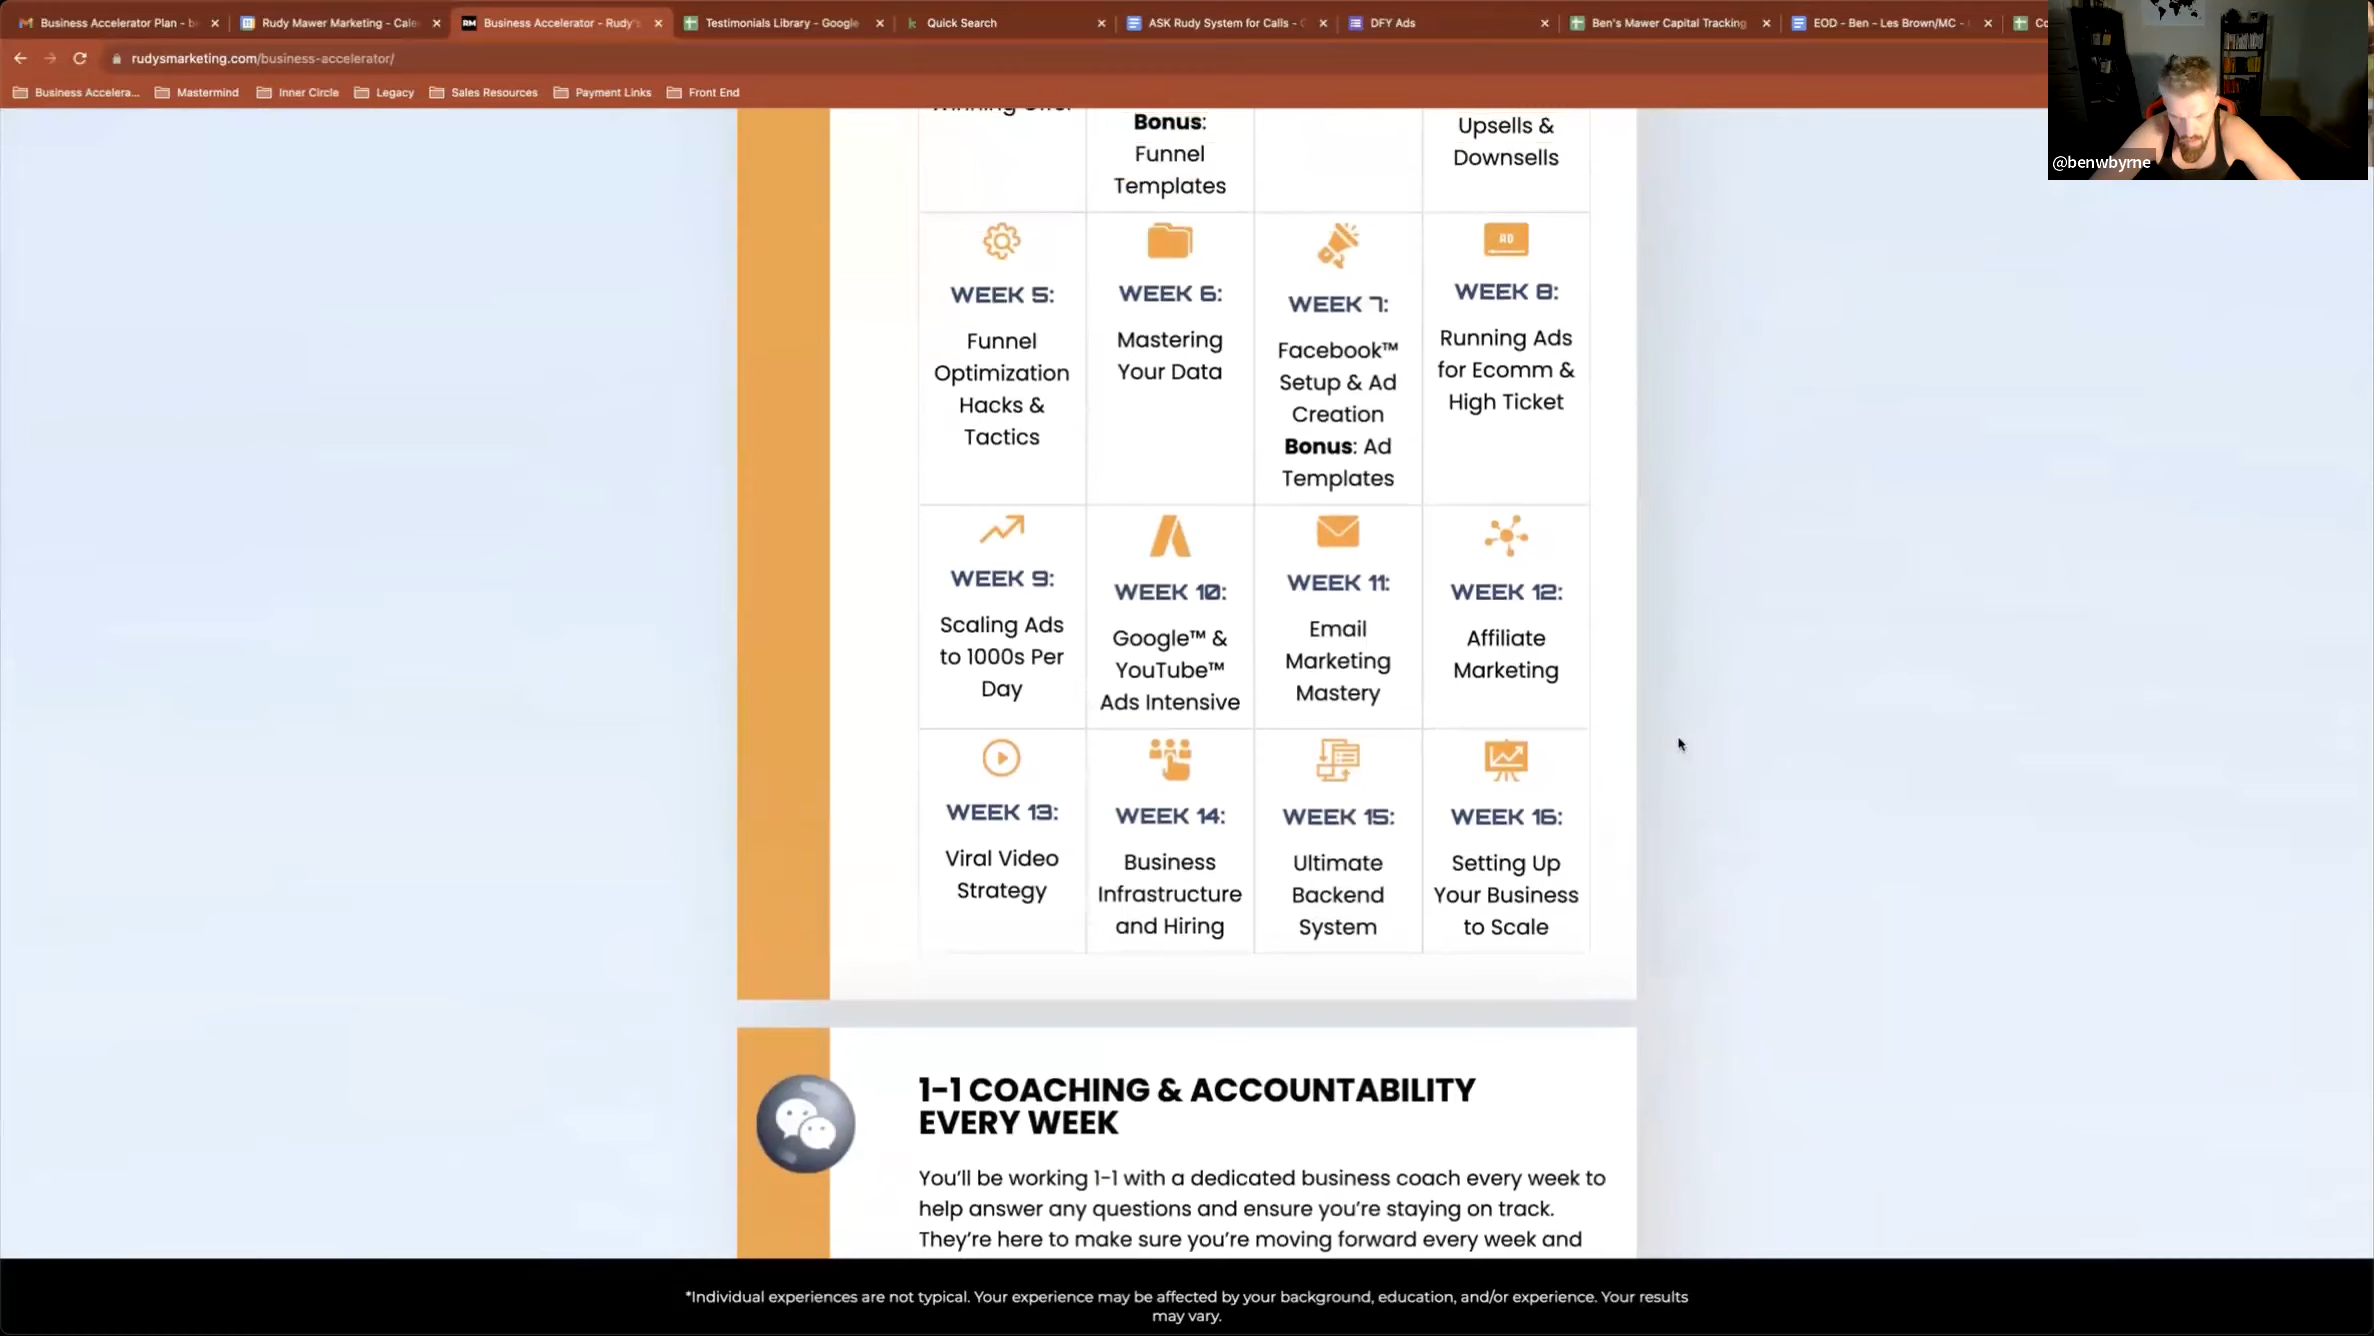 Business Accelerator Plan - b
Rudy Mawer Marketing - Cale
Business Accelerator - Rudy's
Testimonials Library - Google
Quick Search
ASK Rudy System for Calls -
DFY Ads
Ben's Mawer Capital Tracking
EOD - Ben - Les Brown/MC -
rudysmarketing.com/business-accelerator/
Business Accelera...
Mastermind
Inner Circle
Legacy
Sales Resources
Payment Links
Front End
@benwbyrne
Winning Offer
Bonus:
Funnel
Templates
Upsells &
Downsells
WEEK 5:
Funnel
Optimization
Hacks &
Tactics
WEEK 6:
Mastering
Your Data
WEEK 7:
Facebook™
Setup & Ad
Creation
Bonus: Ad
Templates
AD
WEEK 8:
Running Ads
for Ecomm &
High Ticket
WEEK 9:
Scaling Ads
to 1000s Per
Day
WEEK 10:
Google™ &
YouTube™
Ads Intensive
WEEK 11:
Email
Marketing
Mastery
WEEK 12:
Affiliate
Marketing
WEEK 13:
Viral Video
Strategy
WEEK 14:
Business
Infrastructure
and Hiring
WEEK 15:
Ultimate
Backend
System
WEEK 16:
Setting Up
Your Business
to Scale
1-1 COACHING & ACCOUNTABILITY
EVERY WEEK
You'll be working 1-1 with a dedicated business coach every week to
help answer any questions and ensure you're staying on track.
They're here to make sure you're moving forward every week and
*Individual experiences are not typical. Your experience may be affected by your background, education, and/or experience. Your results
may vary.